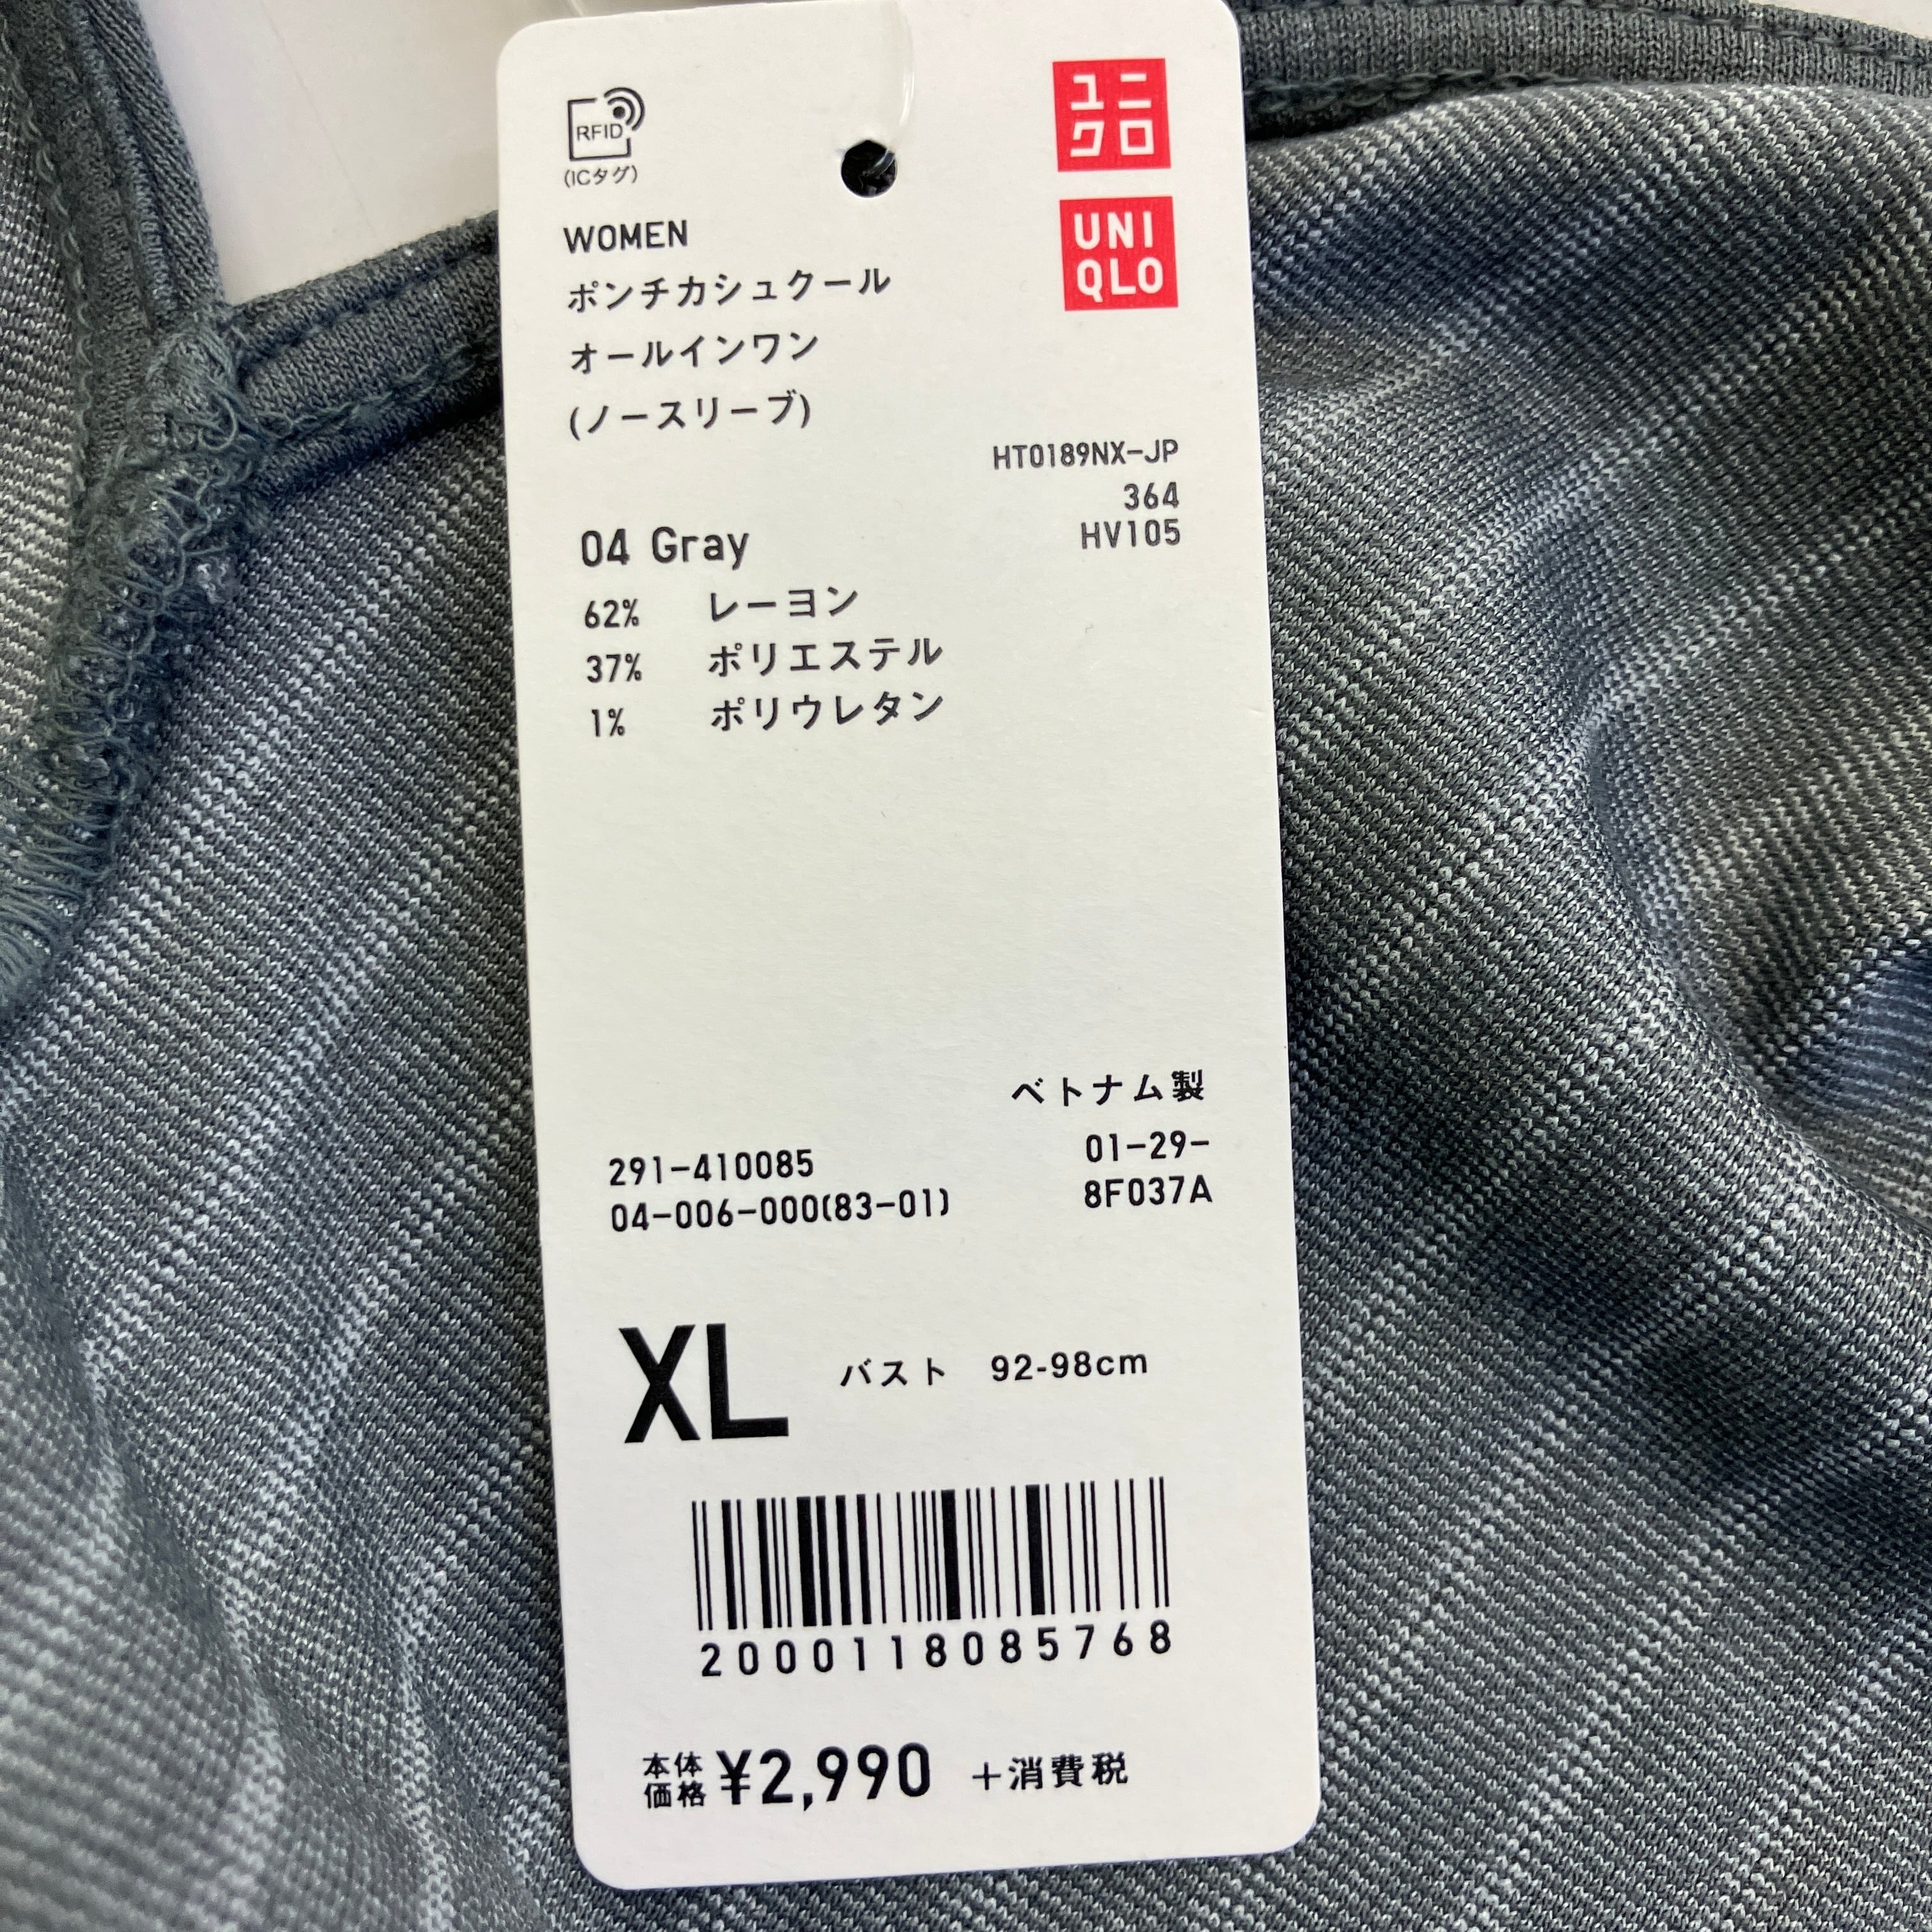 RFID
(ICタグ)
ユニ
クロ
UNI
QLO
WOMEN
ポンチカシュクール
オールインワン
(ノースリーブ)
HT0189NX-JP
364
HV105
04 Gray
62% レーヨン
37% ポリエステル
1% ポリウレタン
ベトナム製
291-410085 01-29-
04-006-000(83-01) 8F037A
XL バスト 92-98cm
2000118085768
本体価格 ¥2,990 +消費税